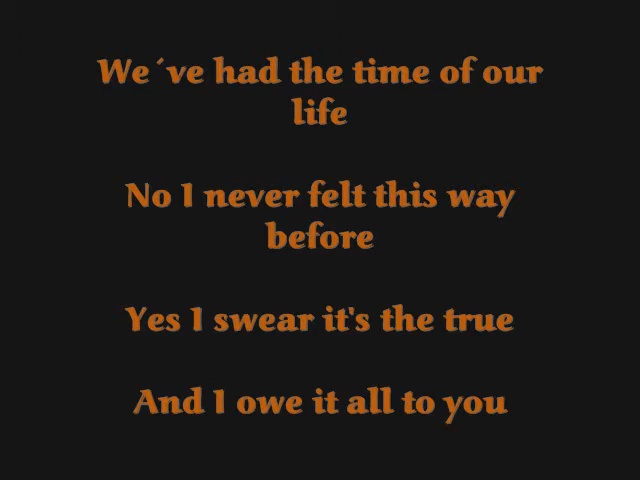 We´ve had the time of our
life
No I never felt this way
before
Yes I swear it's the true
And I owe it all to you